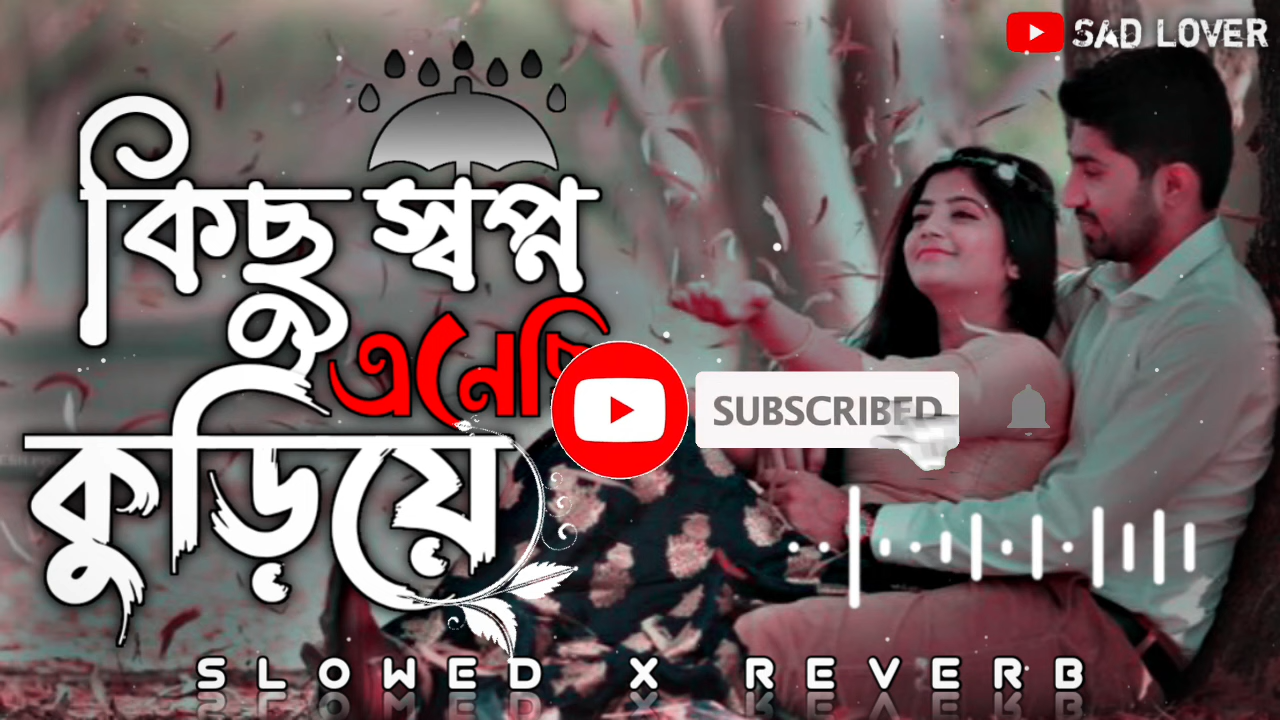 SAD LOVER
কিছু স্বপ্ন
এনেছি
কুড়িয়ে
SUBSCRIBED
SLOWED X REVERB